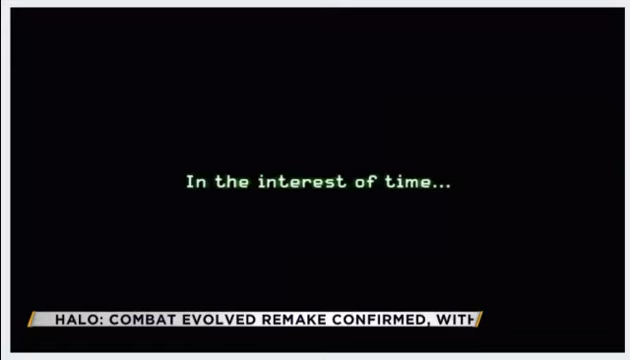 In the interest of time...
HALO: COMBAT EVOLVED REMAKE CONFIRMED, WITH